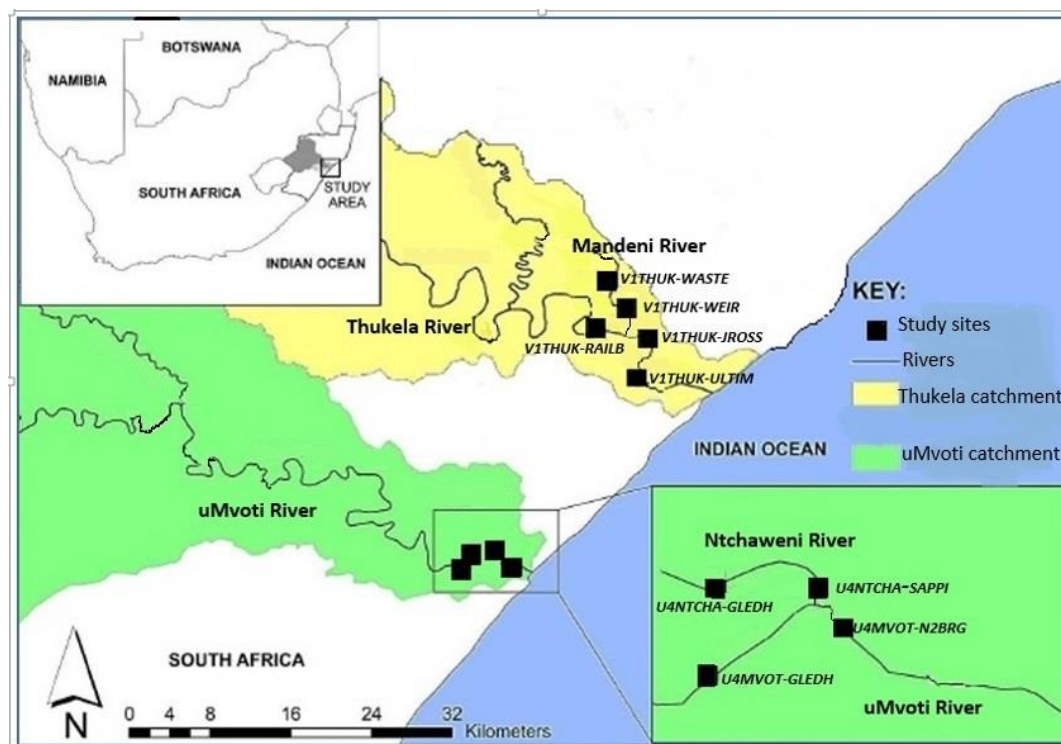 BOTSWANA
NAMIBIA
SOUTH AFRICA
STUDY
AREA
INDIAN OCEAN
Mandeni River
V1THUK-WASTE
V1THUK-WEIR
Thukela River
V1THUK-JROSS
V1THUK-RAILB
V1THUK-ULTIM
KEY:
Study sites
Rivers
Thukela catchment
uMvoti catchment
INDIAN OCEAN
uMvoti River
Ntchaweni River
U4NTCHA-SAPPI
U4NTCHA-GLEDH
U4MVOT-N2BRG
U4MVOT-GLEDH
uMvoti River
SOUTH AFRICA
N
0 2 4 8 16 24 32
Kilometers